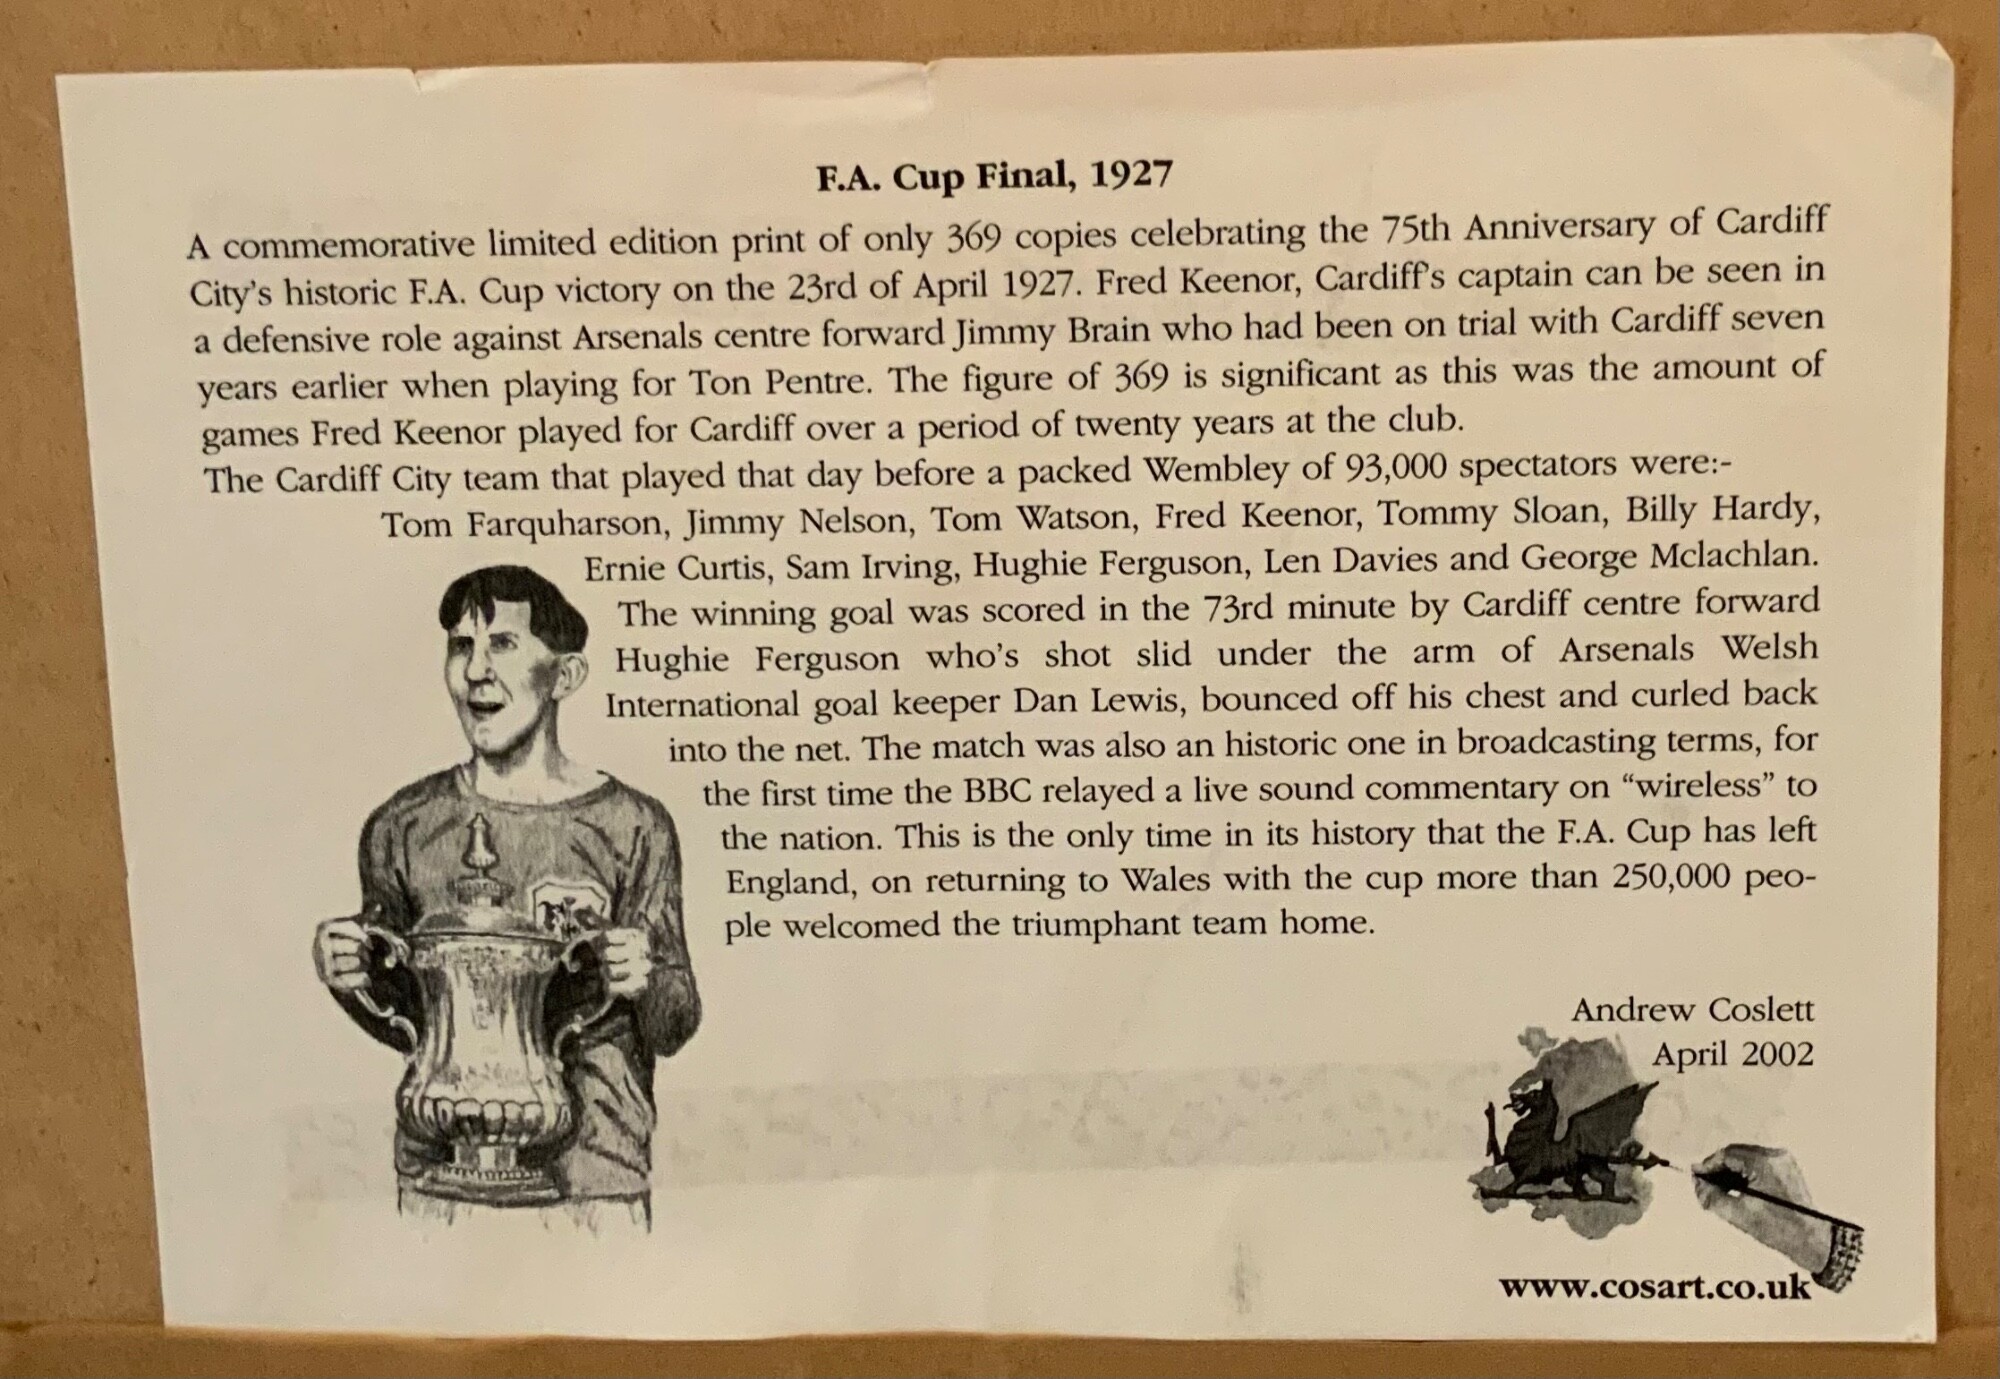 F.A. Cup Final, 1927
A commemorative limited edition print of only 369 copies celebrating the 75th Anniversary of Cardiff
City's historic F.A. Cup victory on the 23rd of April 1927. Fred Keenor, Cardiff's captain can be seen in
a defensive role against Arsenals centre forward Jimmy Brain who had been on trial with Cardiff seven
years earlier when playing for Ton Pentre. The figure of 369 is significant as this was the amount of
games Fred Keenor played for Cardiff over a period of twenty years at the club.
The Cardiff City team that played that day before a packed Wembley of 93,000 spectators were:-
Tom Farquharson, Jimmy Nelson, Tom Watson, Fred Keenor, Tommy Sloan, Billy Hardy,
Ernie Curtis, Sam Irving, Hughie Ferguson, Len Davies and George Mclachlan.
The winning goal was scored in the 73rd minute by Cardiff centre forward
Hughie Ferguson who's shot slid under the arm of Arsenals Welsh
International goal keeper Dan Lewis, bounced off his chest and curled back
into the net. The match was also an historic one in broadcasting terms, for
the first time the BBC relayed a live sound commentary on “wireless” to
the nation. This is the only time in its history that the F.A. Cup has left
England, on returning to Wales with the cup more than 250,000 peo-
ple welcomed the triumphant team home.
Andrew Coslett
April 2002
www.cosart.co.uk